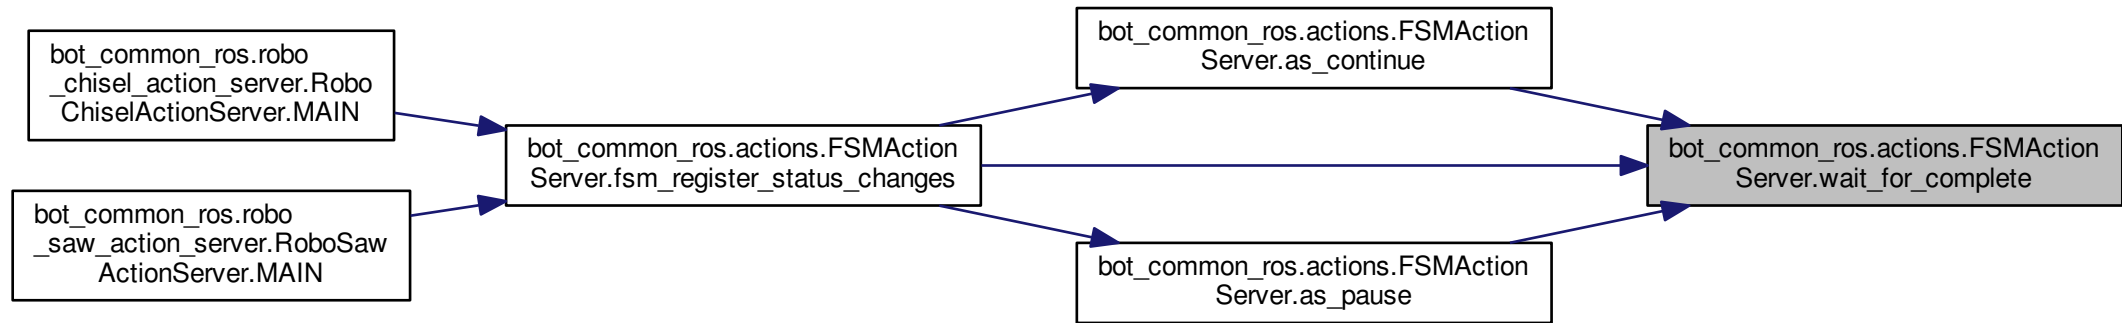 bot_common_ros.robo
_chisel_action_server.Robo
ChiselActionServer.MAIN
bot_common_ros.robo
_saw_action_server.RoboSaw
ActionServer.MAIN
bot_common_ros.actions.FSMAction
Server.fsm_register_status_changes
bot_common_ros.actions.FSMAction
Server.as_continue
bot_common_ros.actions.FSMAction
Server.as_pause
bot_common_ros.actions.FSMAction
Server.wait_for_complete